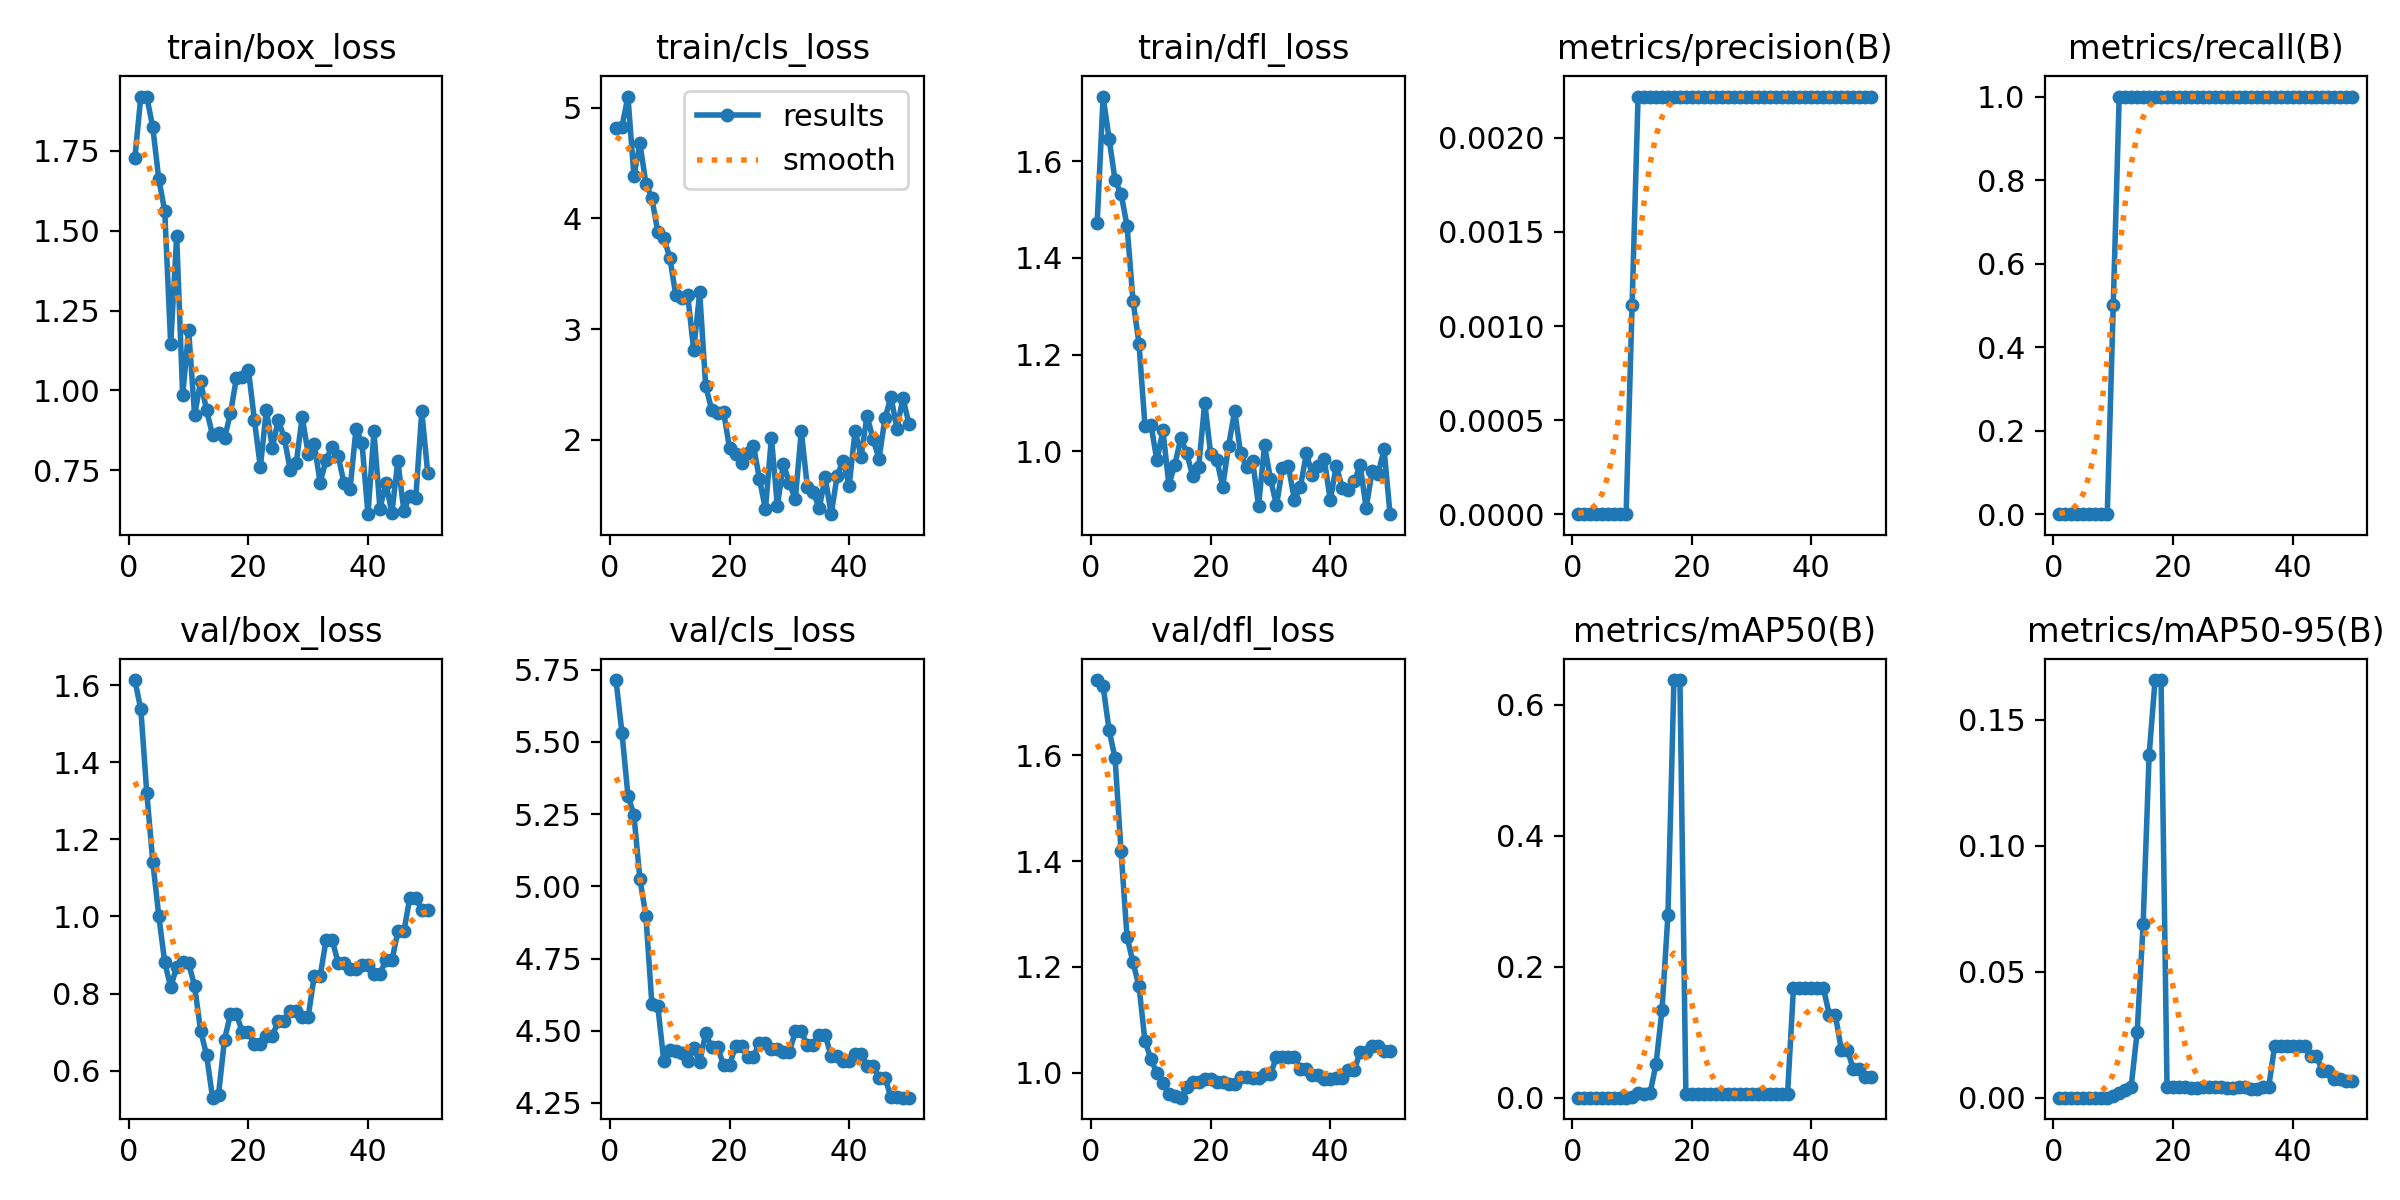 train/box_loss
train/cls_loss
train/dfl_loss
metrics/precision(B)
metrics/recall(B)
results
smooth
1.75
1.50
1.25
1.00
0.75
0 20 40
5
4
3
2
0 20 40
1.6
1.4
1.2
1.0
0 20 40
0.0020
0.0015
0.0010
0.0005
0.0000
0 20 40
1.0
0.8
0.6
0.4
0.2
0.0
0 20 40
val/box_loss
val/cls_loss
val/dfl_loss
metrics/mAP50(B)
metrics/mAP50-95(B)
1.6
1.4
1.2
1.0
0.8
0.6
0 20 40
5.75
5.50
5.25
5.00
4.75
4.50
4.25
0 20 40
1.6
1.4
1.2
1.0
0 20 40
0.6
0.4
0.2
0.0
0 20 40
0.15
0.10
0.05
0.00
0 20 40